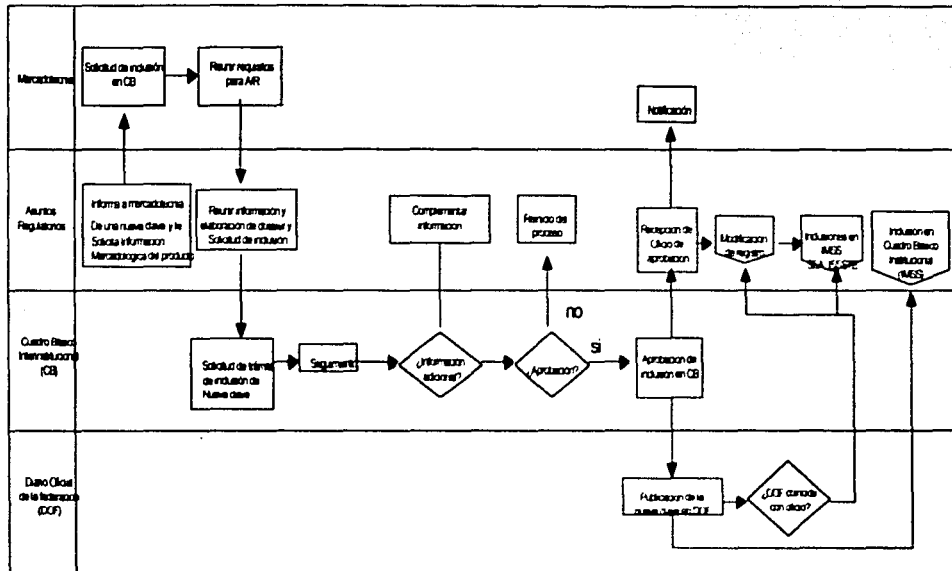 Mercadotecnia
Solicitud de inclusión
en CB
Reunir requisitos
para A/R
Notificación
Asuntos
Regulatorios
Informa a mercadotecnia
De una nueva clave y le
Solicita información
Mercadológica del producto
Reunir información y
elaboración de dossier y
Solicitud de inclusión
Complementar
información
Reinicio del
proceso
Recepción de
Oficio de
aprobación
Modificación
de registro
Inclusiones en
IMSS
Inclusión en
Cuadro Básico
Institucional
(IMSS)
no
si
Cuadro Básico
Interinstitucional
(CB)
Solicitud de trámite
de inclusión de
Nueva clave
Seguimiento
¿Información
adicional?
¿Aprobación?
Aprobación de
inclusión en CB
Diario Oficial
de la federación
(DOF)
Publicación de la
nueva clave en DOF
¿DOF coincide
con oficio?